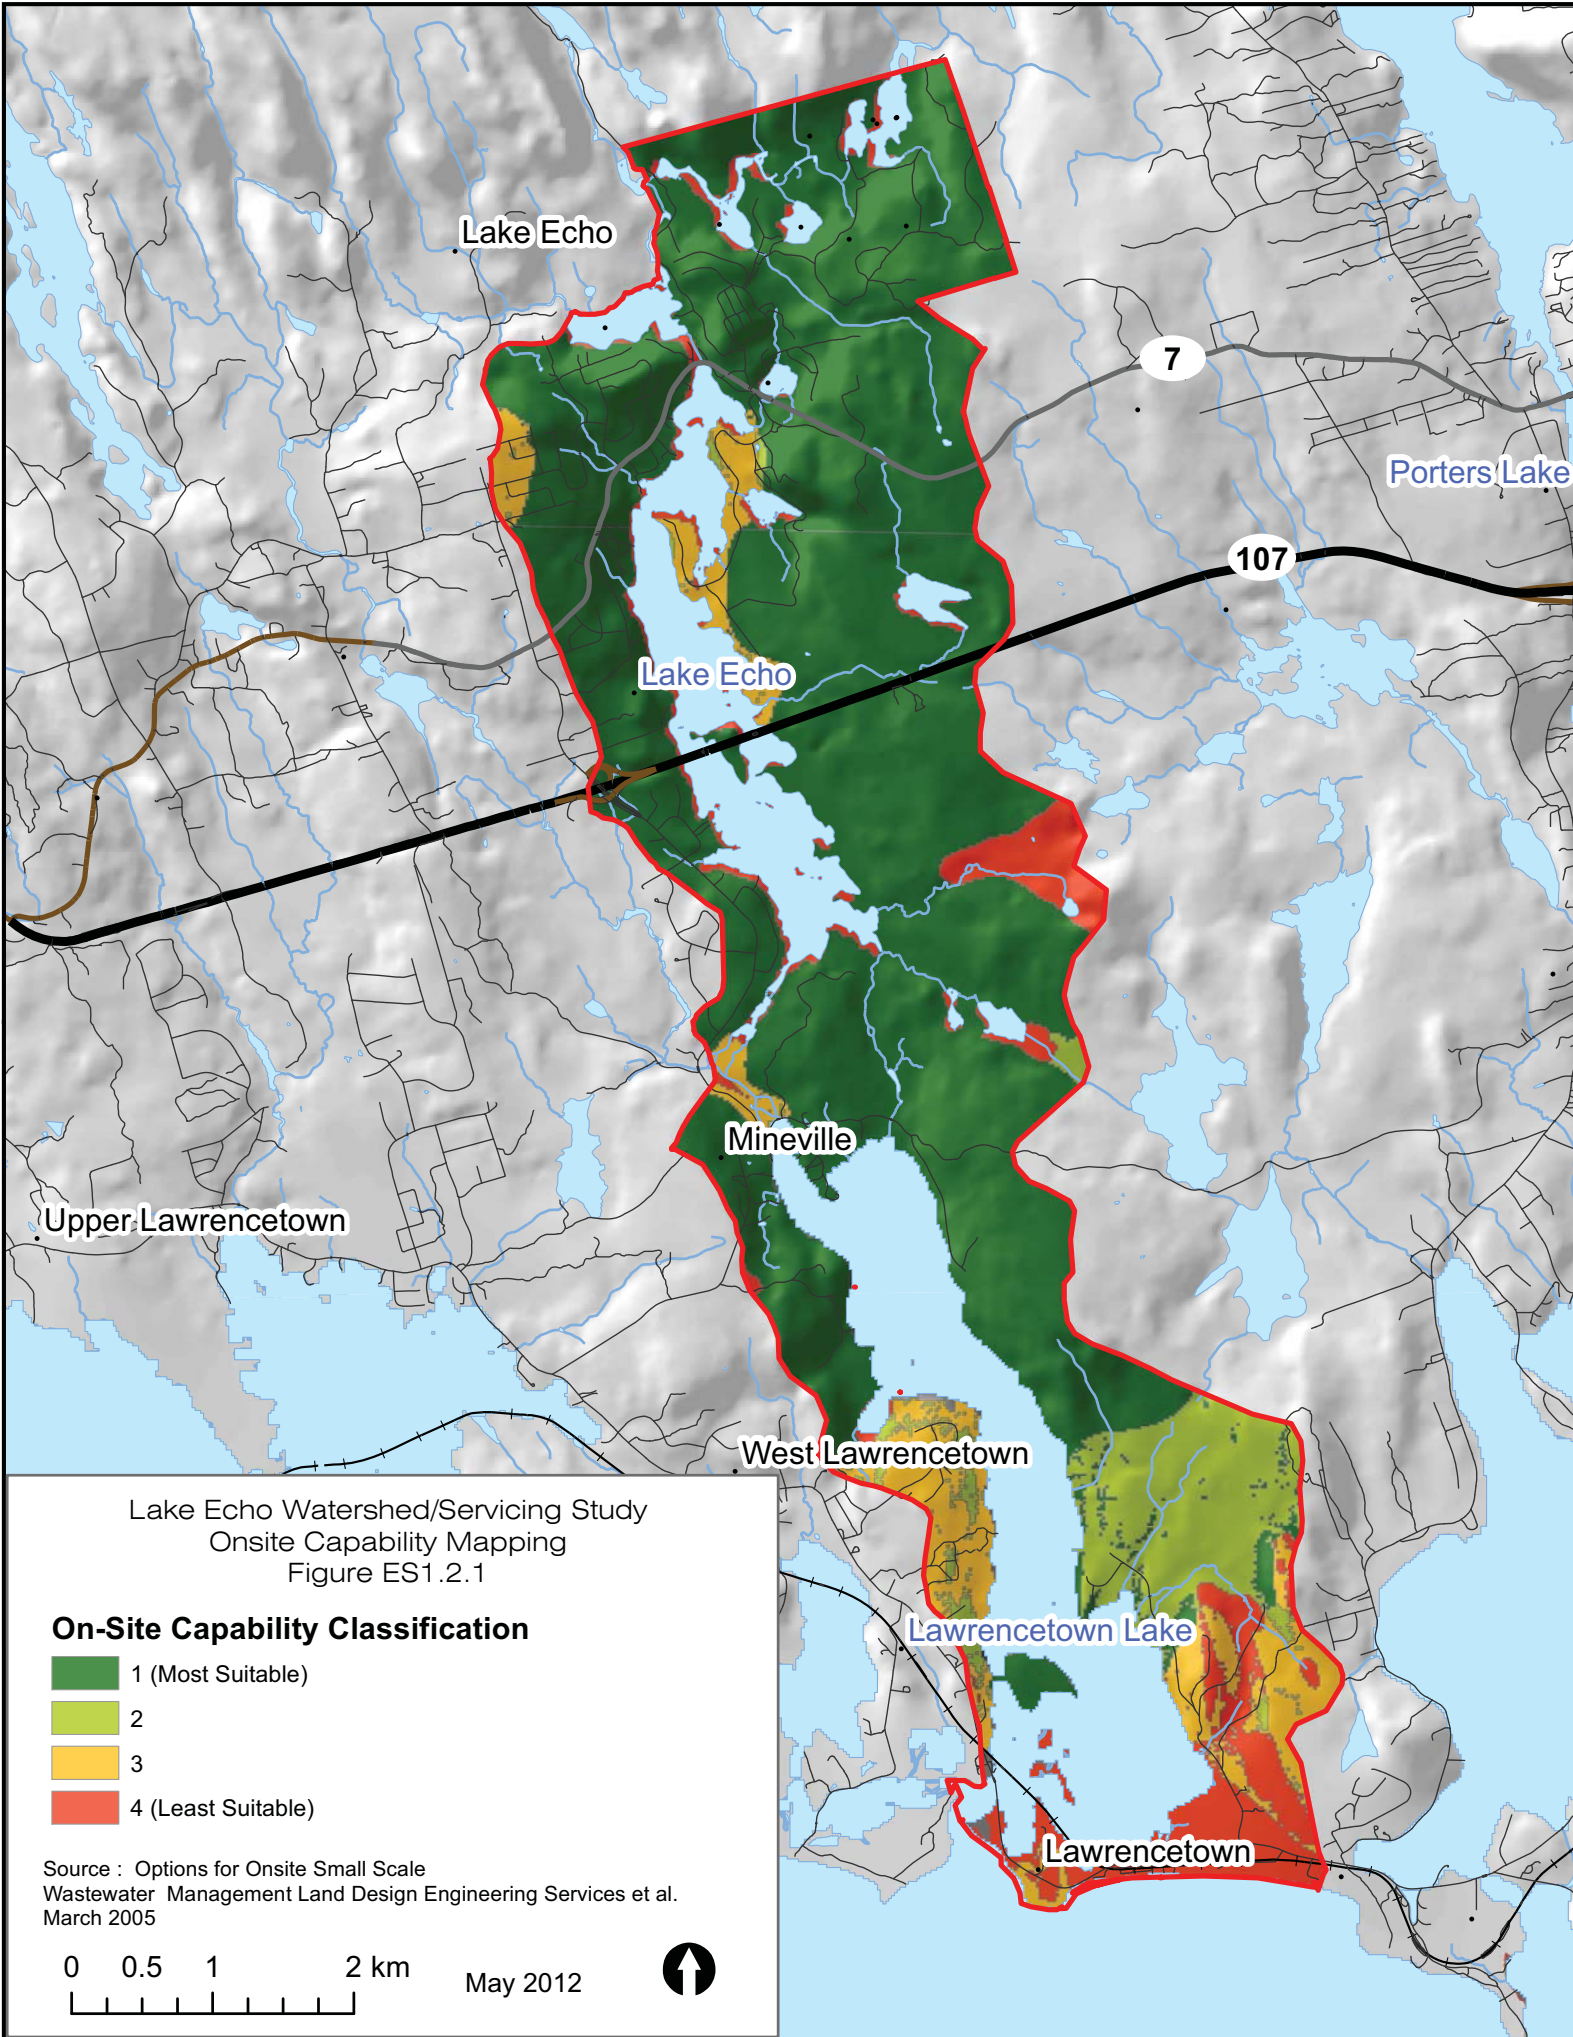 Lake Echo
7
Porters Lake
107
Lake Echo
Mineville
Upper Lawrencetown
West Lawrencetown
Lawrencetown Lake
Lawrencetown
Lake Echo Watershed/Servicing Study
Onsite Capability Mapping
Figure ES1.2.1
On-Site Capability Classification
1 (Most Suitable)
2
3
4 (Least Suitable)
Source : Options for Onsite Small Scale
Wastewater Management Land Design Engineering Services et al.
March 2005
0 0.5 1 2 km
May 2012